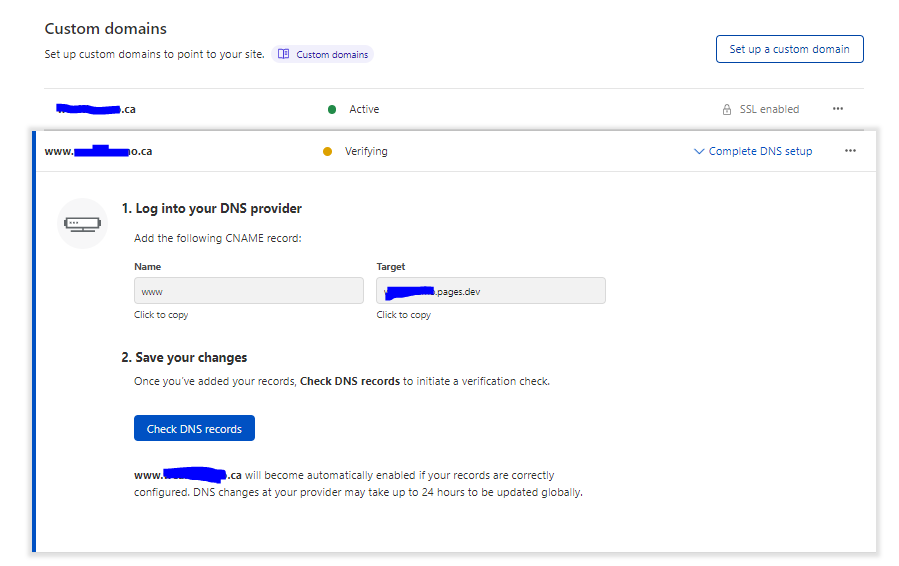 Custom domains
Set up custom domains to point to your site. Custom domains
Set up a custom domain
.ca Active SSL enabled ...
www. o.ca Verifying Complete DNS setup ...
1. Log into your DNS provider
Add the following CNAME record:
Name Target
www .pages.dev
Click to copy Click to copy
2. Save your changes
Once you've added your records, Check DNS records to initiate a verification check.
Check DNS records
www. .ca will become automatically enabled if your records are correctly
configured. DNS changes at your provider may take up to 24 hours to be updated globally.